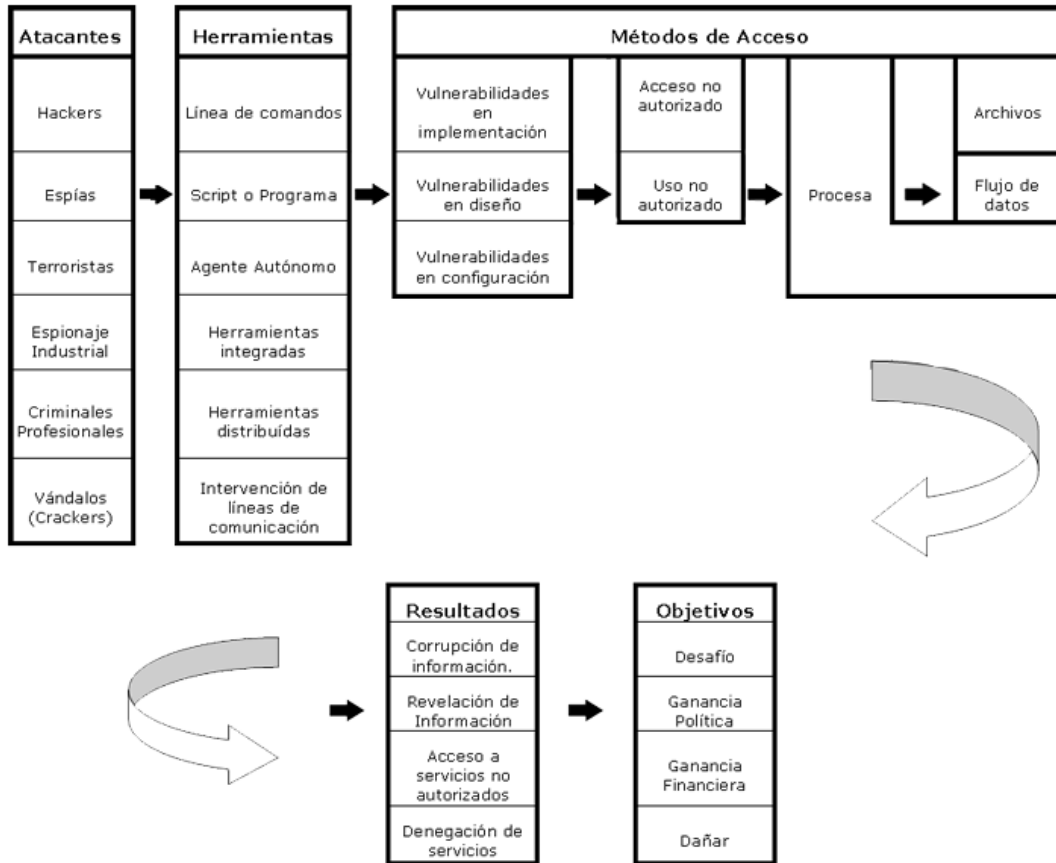 Atacantes
Hackers
Espías
Terroristas
Espionaje
Industrial
Criminales
Profesionales
Vándalos
(Crackers)
Herramientas
Línea de comandos
Script o Programa
Agente Autónomo
Herramientas
integradas
Herramientas
distribuídas
Intervención de
líneas de
comunicación
Métodos de Acceso
Vulnerabilidades
en
implementación
Vulnerabilidades
en diseño
Vulnerabilidades
en configuración
Acceso no
autorizado
Uso no
autorizado
Procesa
Archivos
Flujo de
datos
Resultados
Corrupción de
información.
Revelación de
Información
Acceso a
servicios no
autorizados
Denegación de
servicios
Objetivos
Desafío
Ganancia
Política
Ganancia
Financiera
Dañar